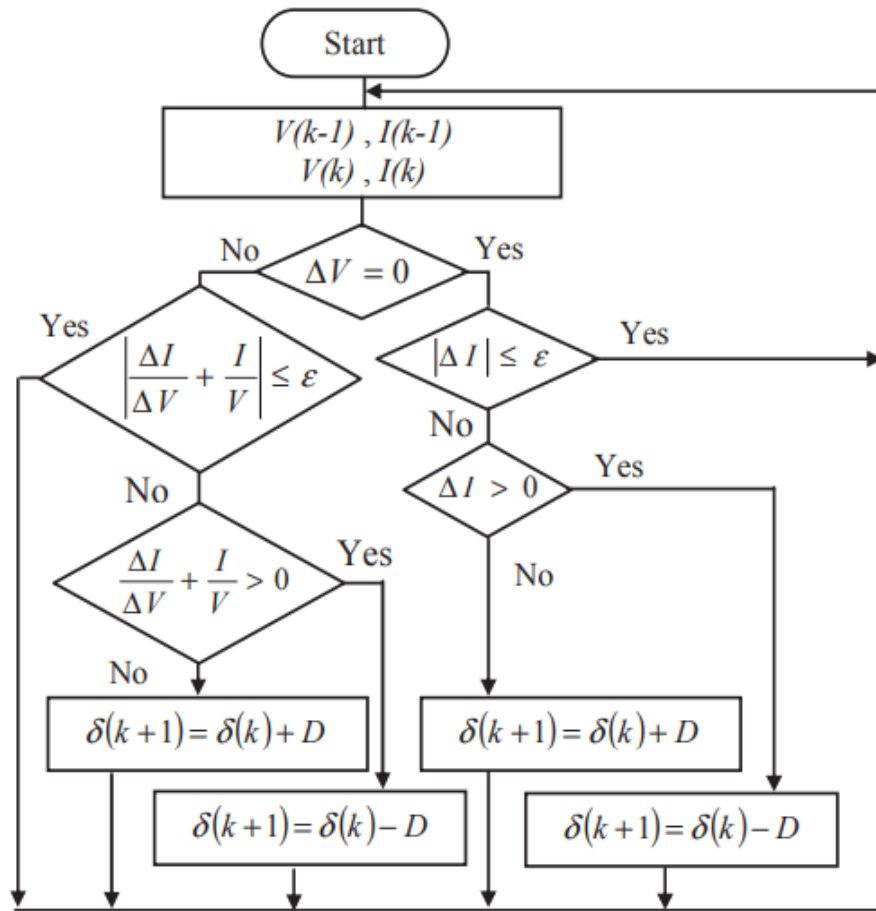 Start
V(k-1) , I(k-1)
V(k) , I(k)
No
ΔV = 0
Yes
Yes
|ΔI/ΔV + I/V| ≤ ε
|ΔI| ≤ ε
Yes
No
No
ΔI > 0
Yes
ΔI/ΔV + I/V > 0
Yes
No
No
δ(k+1) = δ(k) + D
δ(k+1) = δ(k) + D
δ(k+1) = δ(k) − D
δ(k+1) = δ(k) − D